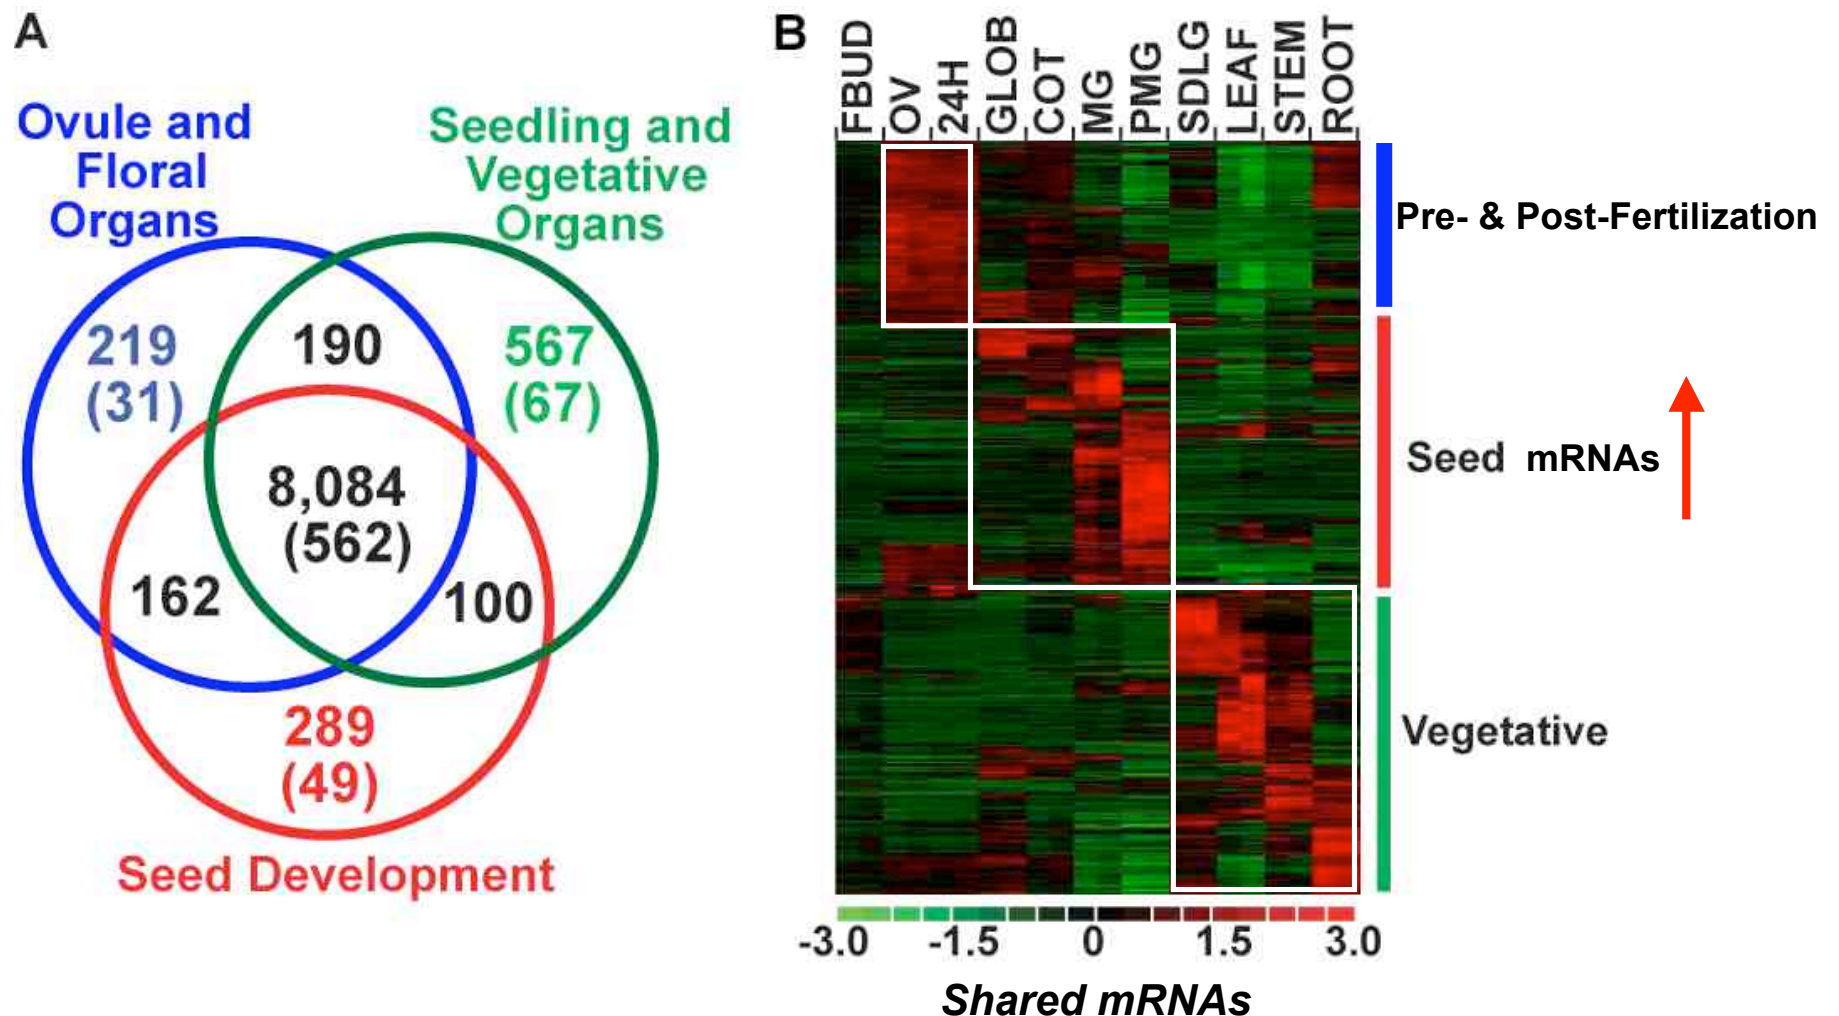 A
Ovule and
Floral
Organs
Seedling and
Vegetative
Organs
219
(31)
190
567
(67)
8,084
(562)
162
100
289
(49)
Seed Development
B
FBUD
OV
24H
GLOB
COT
MG
PMG
SDLG
LEAF
STEM
ROOT
Pre- & Post-Fertilization
Seed mRNAs
Vegetative
-3.0 -1.5 0 1.5 3.0
Shared mRNAs